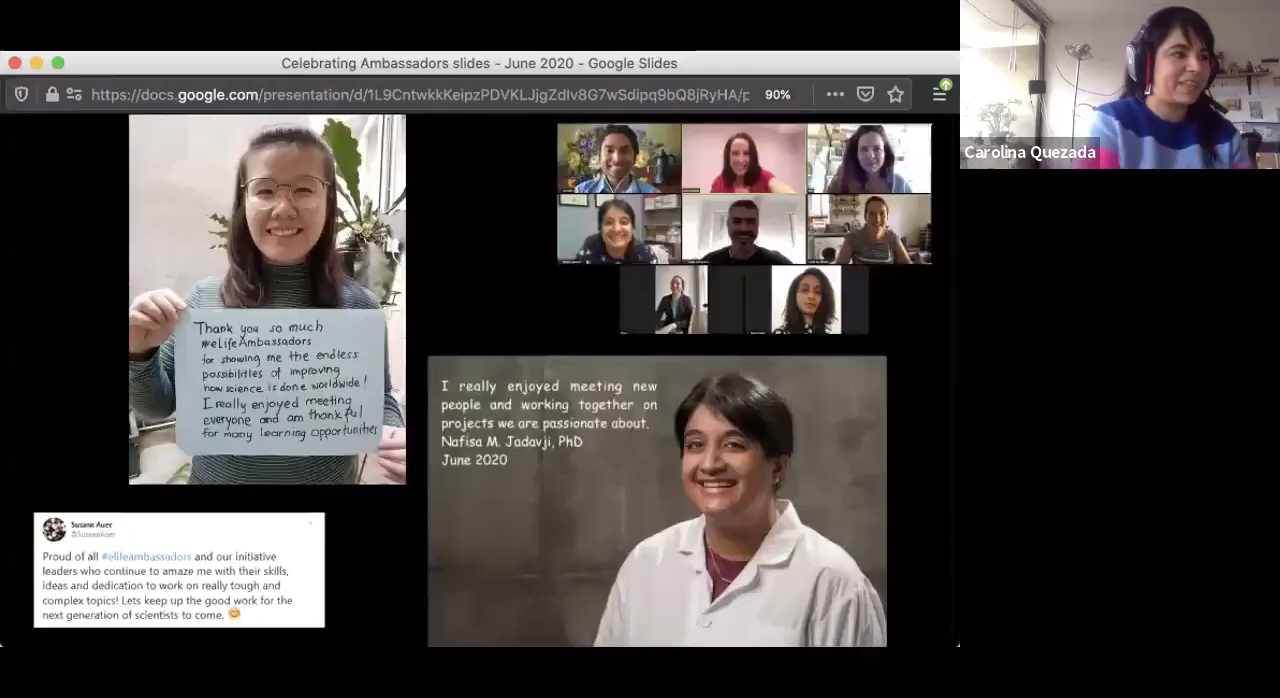 Celebrating Ambassadors slides - June 2020 - Google Slides
https://docs.google.com/presentation/d/1L9CntwkkKeipzPDVKLJjgZdlv8G7wSdipq9bQ8jRyHA/p
90%
Carolina Quezada
Thank you so much
#elifeAmbassadors
for showing me the endless
possibilities of improving
how science is done worldwide!
I really enjoyed meeting
everyone and am thankful
for many learning opportunities
I really enjoyed meeting new
people and working together on
projects we are passionate about.
Nafisa M. Jadavji, PhD
June 2020
Susann Auer
@SusannAuer
Proud of all #elifeambassadors and our initiative
leaders who continue to amaze me with their skills,
ideas and dedication to work on really tough and
complex topics! Lets keep up the good work for the
next generation of scientists to come.